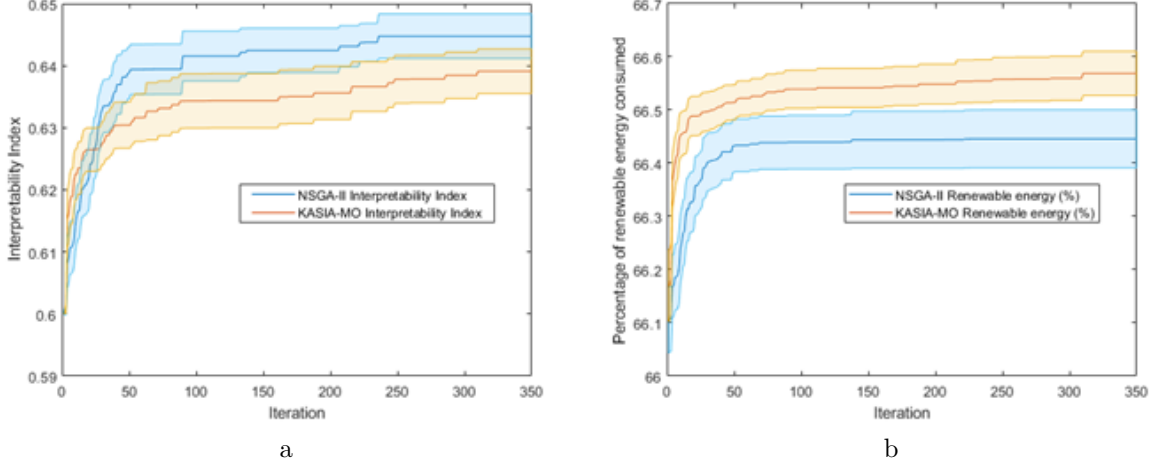 0.65
0.64
0.63
0.62
0.61
0.6
0.59
Interpretability Index
NSGA-II Interpretability Index
KASIA-MO Interpretability Index
0 50 100 150 200 250 300 350
Iteration
a
66.7
66.6
66.5
66.4
66.3
66.2
66.1
66
Percentage of renewable energy consumed
NSGA-II Renewable energy (%)
KASIA-MO Renewable energy (%)
0 50 100 150 200 250 300 350
Iteration
b